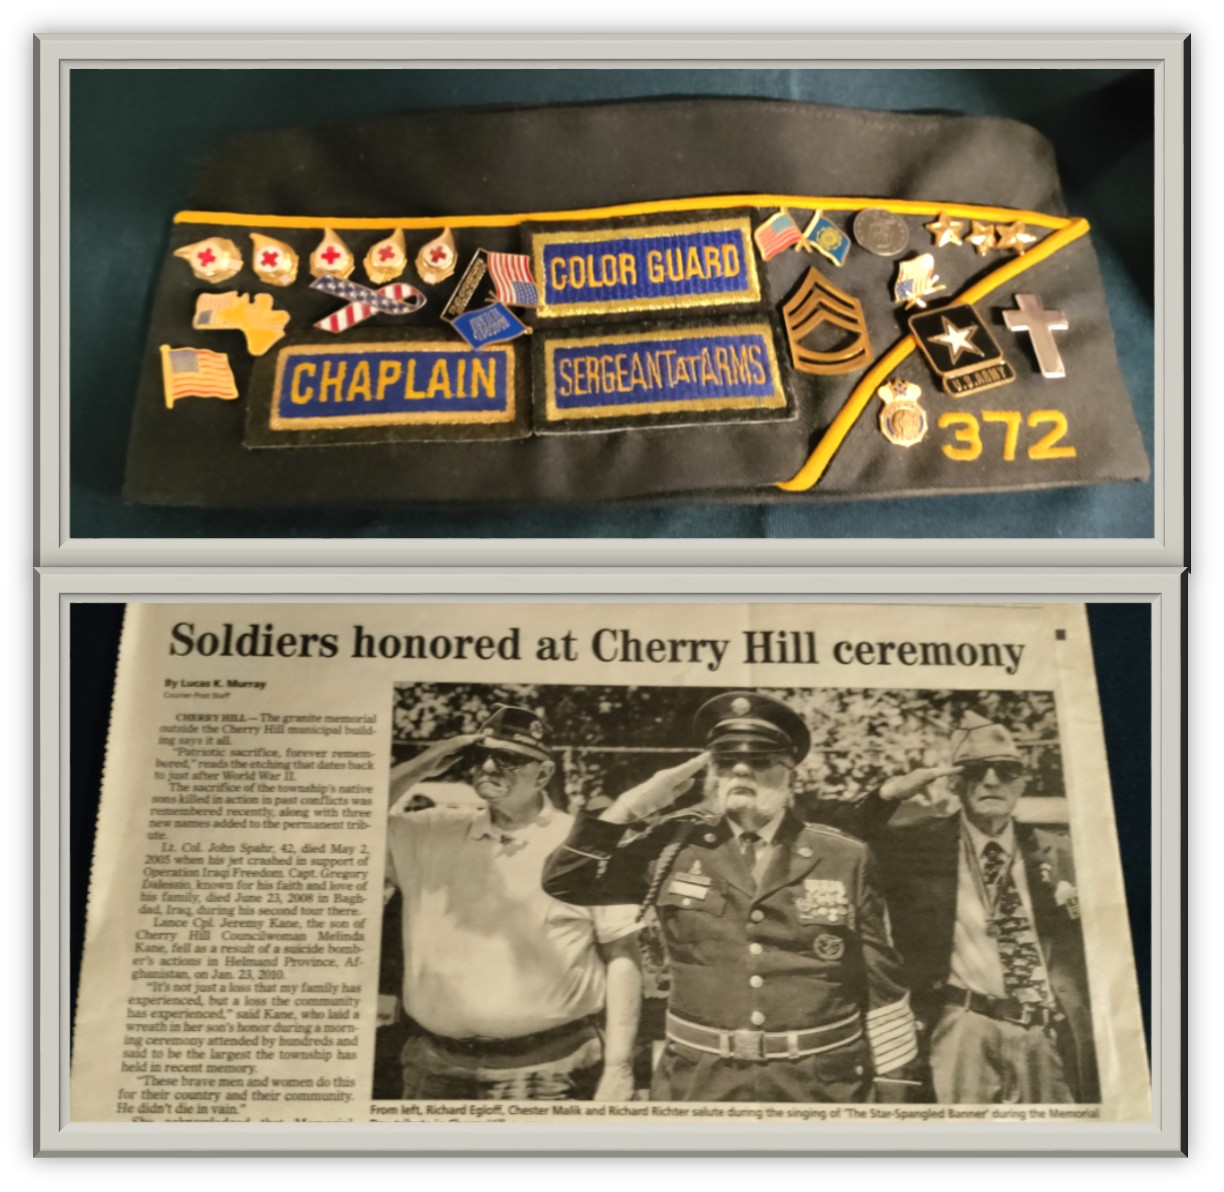 COLOR GUARD
CHAPLAIN
SERGEANT AT ARMS
U.S. ARMY
372
Soldiers honored at Cherry Hill ceremony
By Lucas K. Murray
Courier-Post Staff
CHERRY HILL — The granite memorial
outside the Cherry Hill municipal build-
ing says it all.
"Patriotic sacrifice, forever remem-
bered," reads the etching that dates back
to just after World War II.
The sacrifice of the township's native
sons killed in action in past conflicts was
remembered recently, along with three
new names added to the permanent trib-
ute.
Lt. Col. John Spahr, 42, died May 2,
2005 when his jet crashed in support of
Operation Iraqi Freedom. Capt. Gregory
Dalessio, known for his faith and love of
his family, died June 23, 2008 in Bagh-
dad, Iraq, during his second tour there.
Lance Cpl. Jeremy Kane, the son of
Cherry Hill Councilwoman Melinda
Kane, fell as a result of a suicide bomb-
er's actions in Helmand Province, Af-
ghanistan, on Jan. 23, 2010.
"It's not just a loss that my family has
experienced, but a loss the community
has experienced," said Kane, who laid a
wreath in her son's honor during a morn-
ing ceremony attended by hundreds and
said to be the largest the township has
held in recent memory.
"These brave men and women do this
for their country and their community.
He didn't die in vain."
From left, Richard Egloff, Chester Malik and Richard Richter salute during the singing of 'The Star-Spangled Banner' during the Memorial